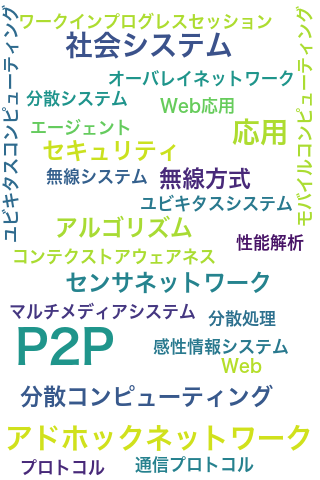 ワークインプログレスセッション
社会システム
オーバレイネットワーク
分散システム
Web応用
エージェント
応用
セキュリティ
無線システム
無線方式
ユビキタスシステム
アルゴリズム
性能解析
コンテクストアウェアネス
センサネットワーク
マルチメディアシステム
分散処理
P2P
感性情報システム
Web
分散コンピューティング
アドホックネットワーク
プロトコル
通信プロトコル
ユビキタスコンピューティング
モバイルコンピューティング